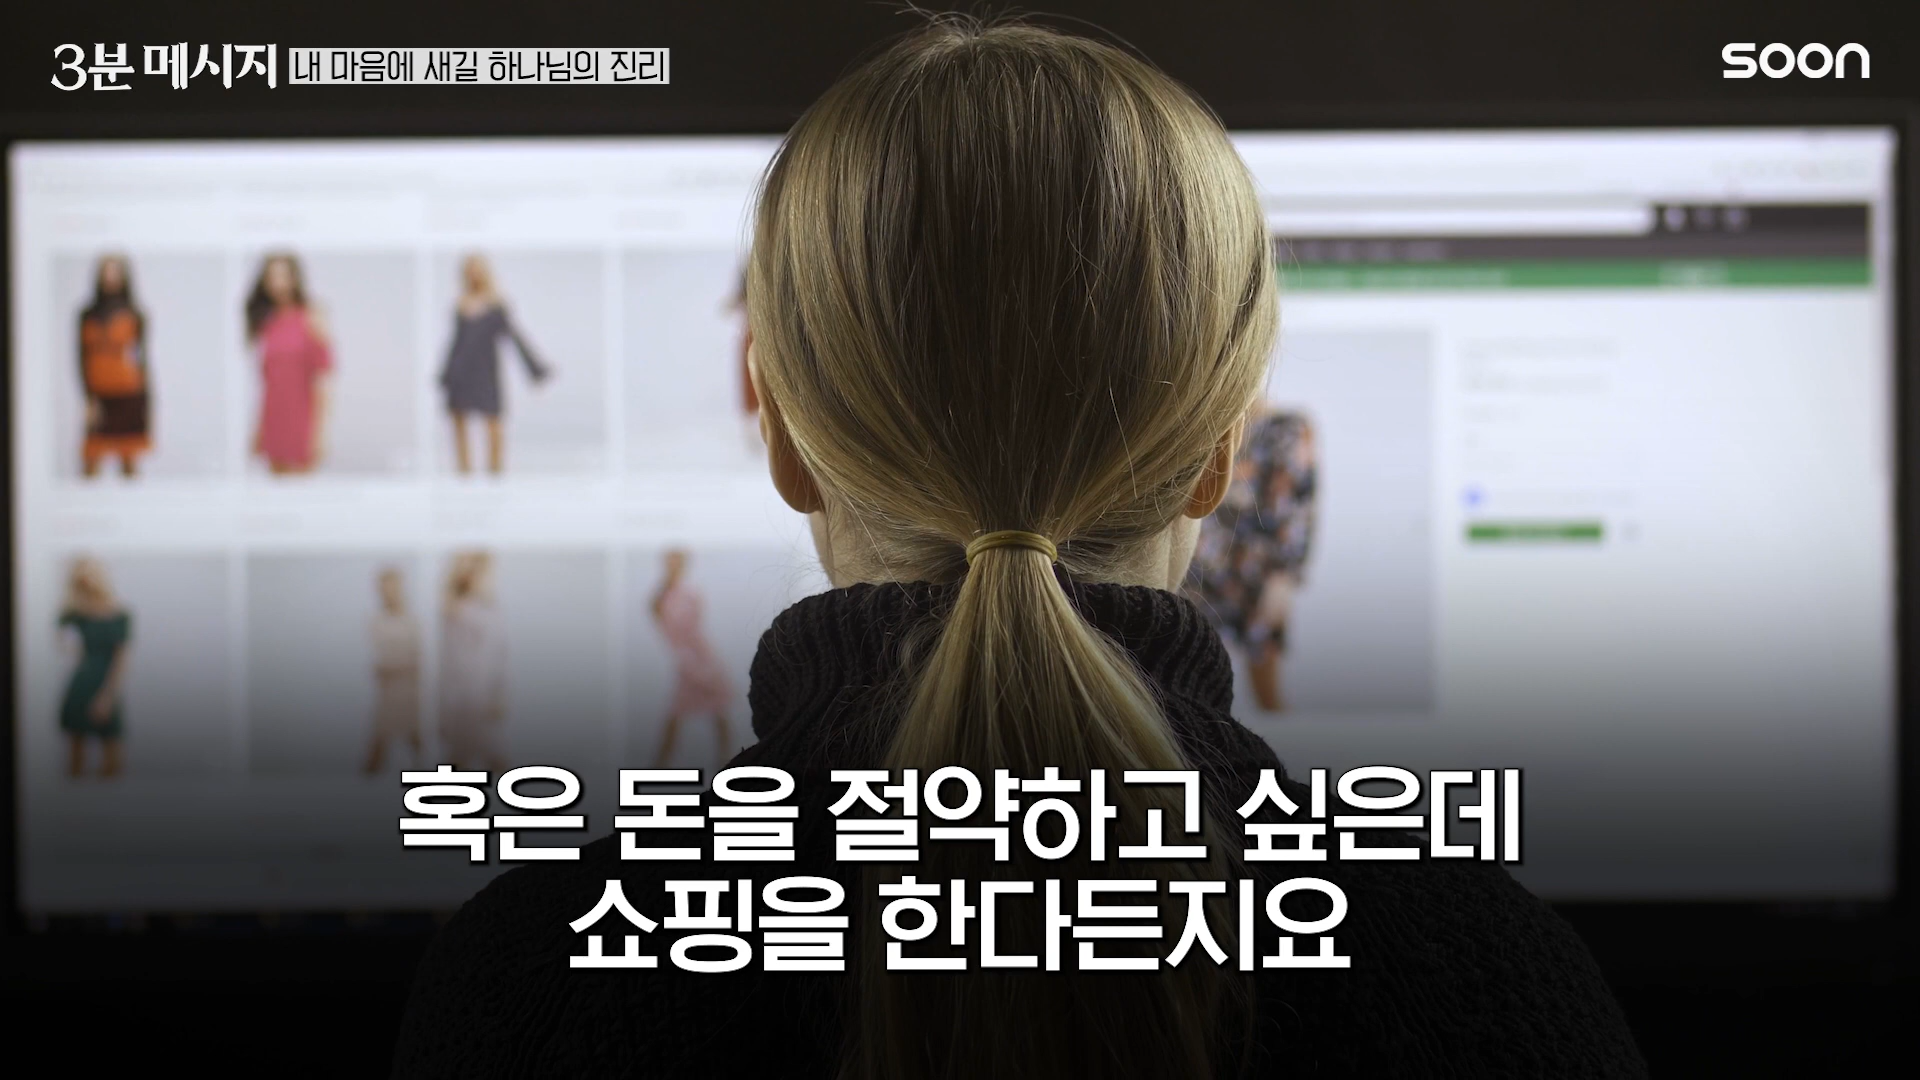 3분 메시지 내 마음에 새길 하나님의 진리
soon
혹은 돈을 절약하고 싶은데
쇼핑을 한다든지요